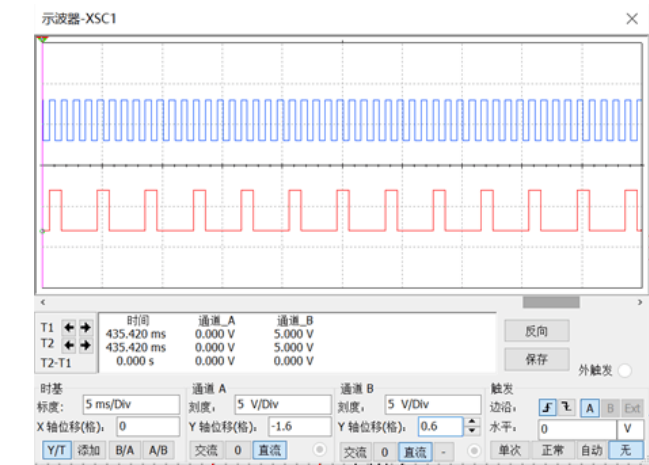 示波器-XSC1
时间 通道_A 通道_B
T1 435.420 ms 0.000 V 5.000 V
T2 435.420 ms 0.000 V 5.000 V
T2-T1 0.000 s 0.000 V 0.000 V
反向
保存
外触发
时基 通道 A 通道 B 触发
标度: 5 ms/Div 刻度: 5 V/Div 刻度: 5 V/Div 边沿: A B Ext
X 轴位移(格): 0 Y 轴位移(格): -1.6 Y 轴位移(格): 0.6 水平: 0 V
Y/T 添加 B/A A/B 交流 0 直流 交流 0 直流 - 单次 正常 自动 无